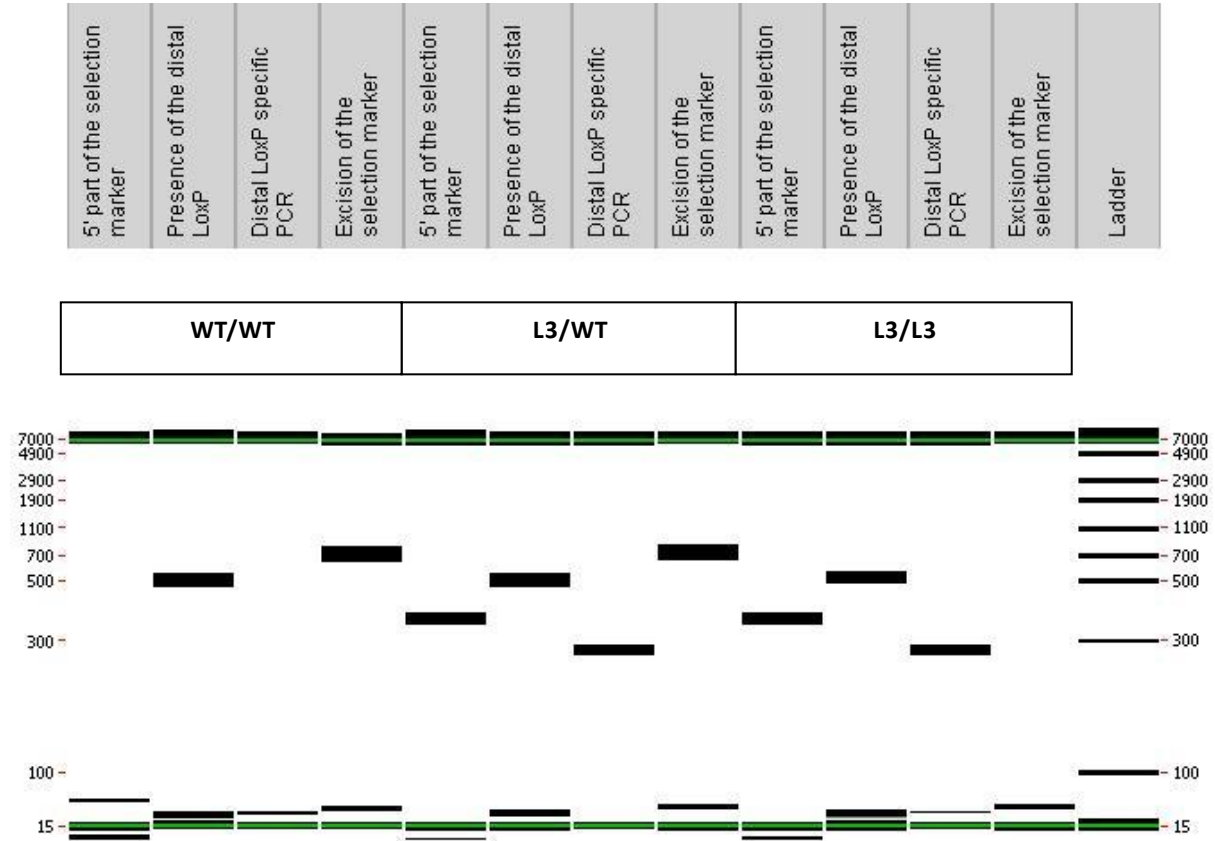 5' part of the selection
marker
Presence of the distal
LoxP
Distal LoxP specific
PCR
Excision of the
selection marker
5' part of the selection
marker
Presence of the distal
LoxP
Distal LoxP specific
PCR
Excision of the
selection marker
5' part of the selection
marker
Presence of the distal
LoxP
Distal LoxP specific
PCR
Excision of the
selection marker
Ladder
WT/WT
L3/WT
L3/L3
7000
4900
2900
1900
1100
700
500
300
100
15
7000
4900
2900
1900
1100
700
500
300
100
15